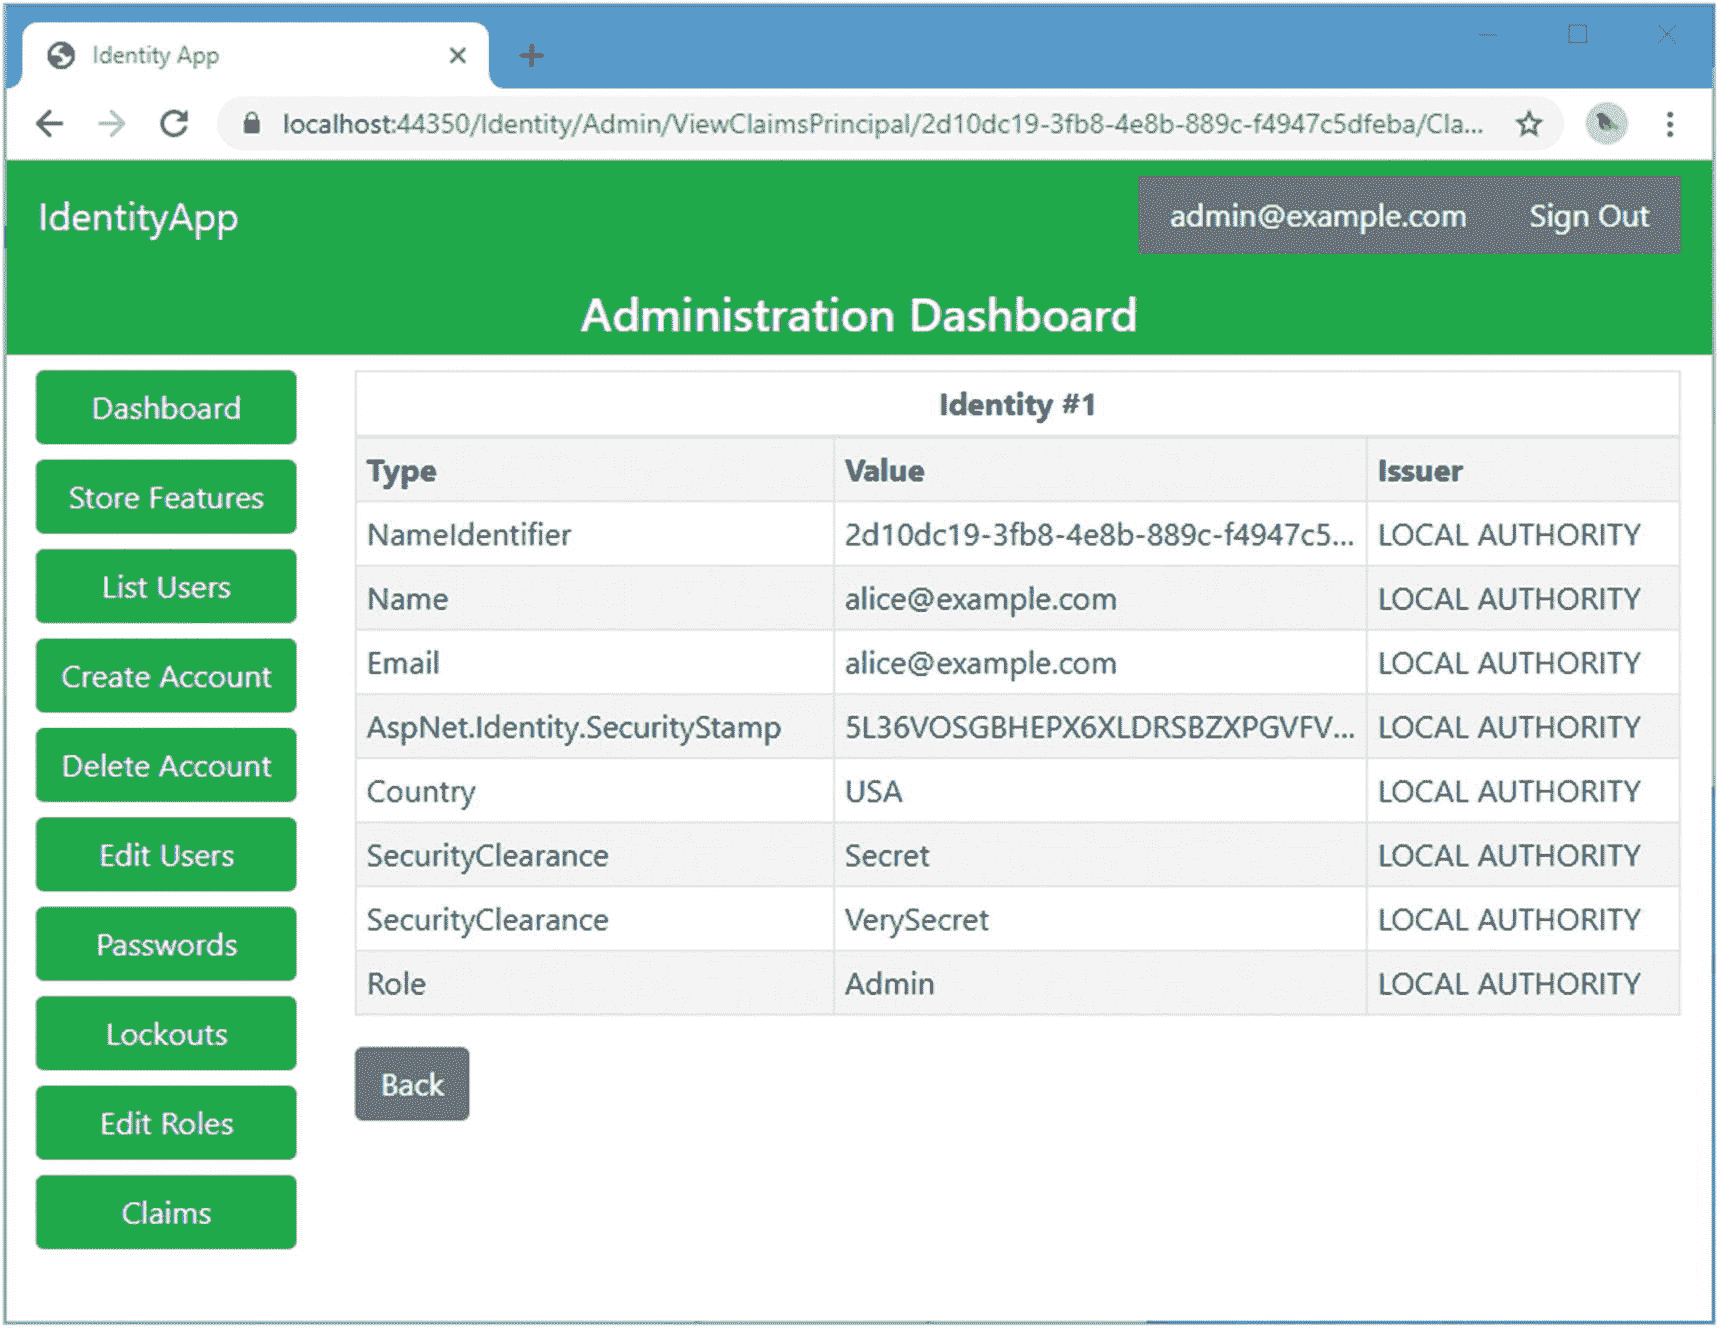 Identity App
localhost:44350/Identity/Admin/ViewClaimsPrincipal/2d10dc19-3fb8-4e8b-889c-f4947c5dfeba/Cla...
IdentityApp
admin@example.com Sign Out
Administration Dashboard
Dashboard
Store Features
List Users
Create Account
Delete Account
Edit Users
Passwords
Lockouts
Edit Roles
Claims
Identity #1
Type Value Issuer
NameIdentifier 2d10dc19-3fb8-4e8b-889c-f4947c5... LOCAL AUTHORITY
Name alice@example.com LOCAL AUTHORITY
Email alice@example.com LOCAL AUTHORITY
AspNet.Identity.SecurityStamp 5L36VOSGBHEPX6XLDRSBZXPGVFV... LOCAL AUTHORITY
Country USA LOCAL AUTHORITY
SecurityClearance Secret LOCAL AUTHORITY
SecurityClearance VerySecret LOCAL AUTHORITY
Role Admin LOCAL AUTHORITY
Back